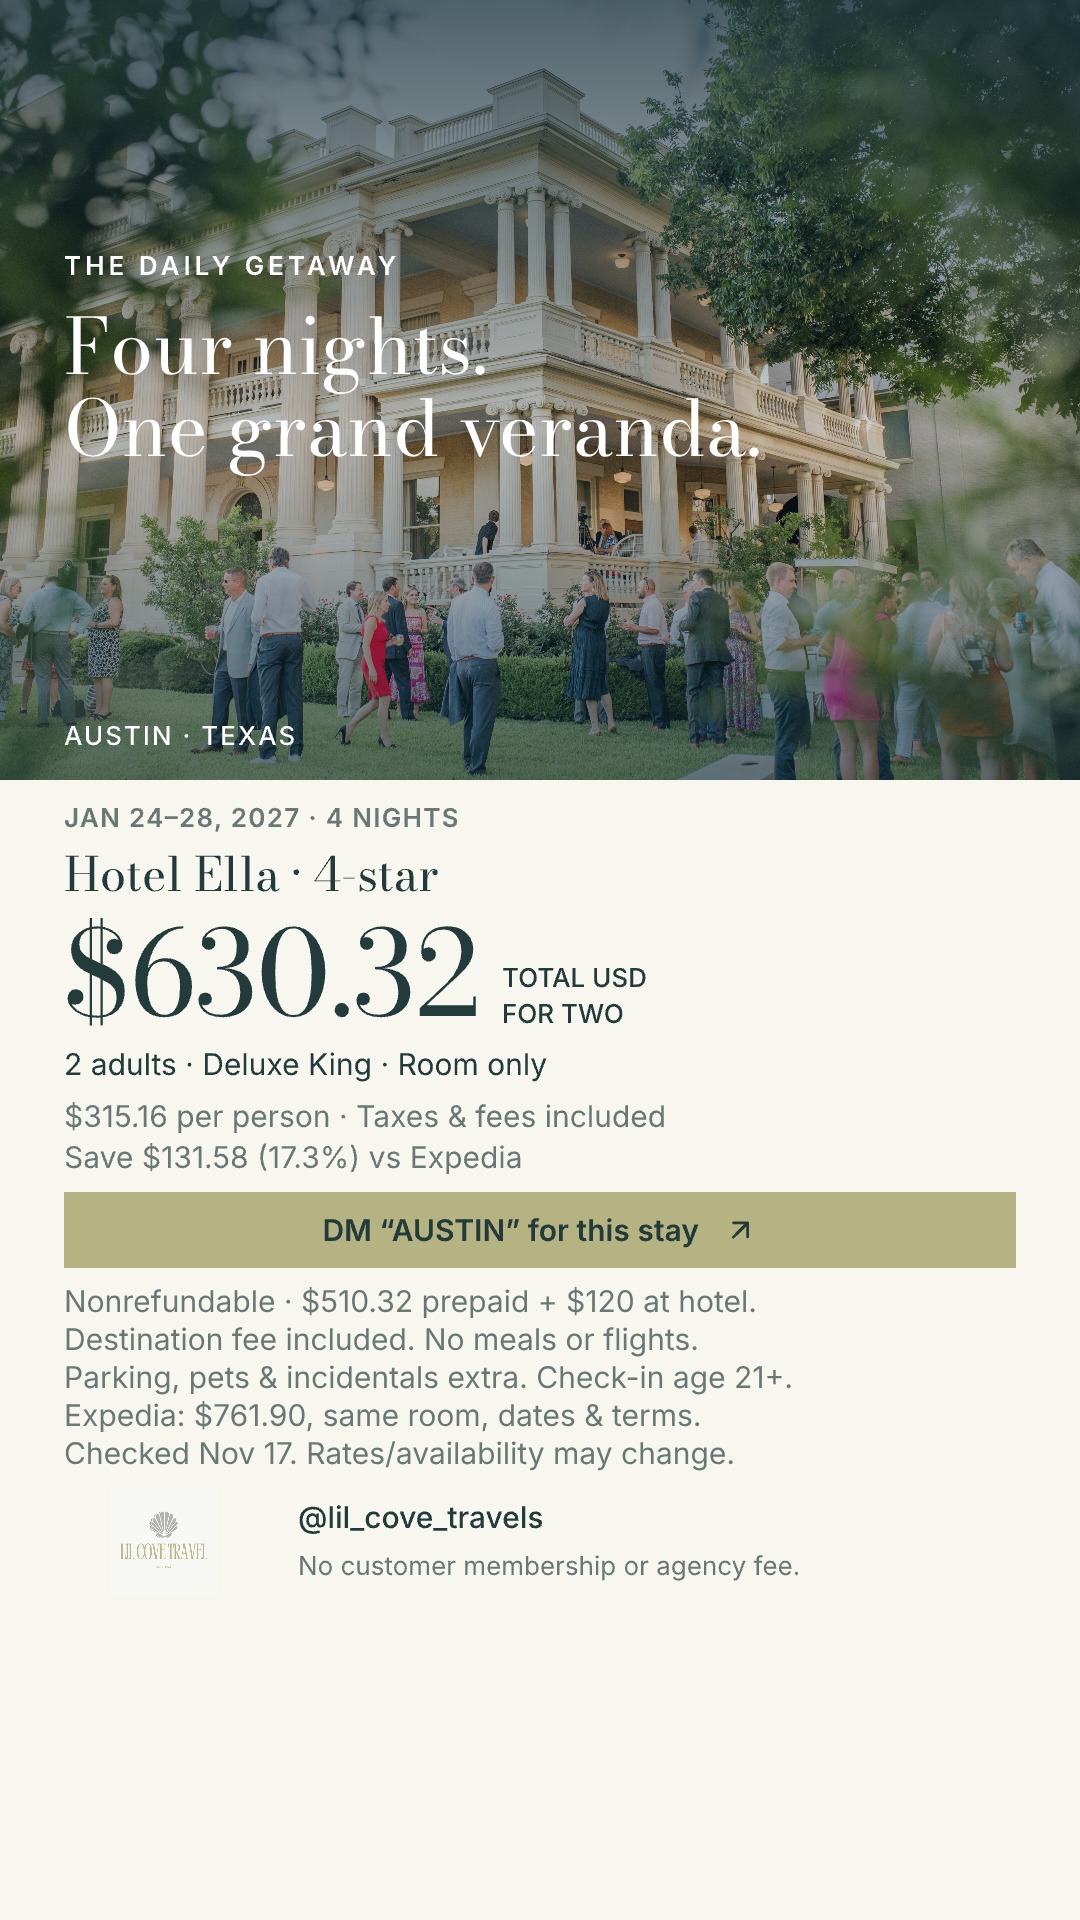 THE DAILY GETAWAY
Four nights.
One grand veranda.
AUSTIN · TEXAS
JAN 24–28, 2027 · 4 NIGHTS
Hotel Ella · 4-star
$630.32
TOTAL USD
FOR TWO
2 adults · Deluxe King · Room only
$315.16 per person · Taxes & fees included
Save $131.58 (17.3%) vs Expedia
DM “AUSTIN” for this stay
Nonrefundable · $510.32 prepaid + $120 at hotel.
Destination fee included. No meals or flights.
Parking, pets & incidentals extra. Check-in age 21+.
Expedia: $761.90, same room, dates & terms.
Checked Nov 17. Rates/availability may change.
LIL COVE TRAVEL
@lil_cove_travels
No customer membership or agency fee.